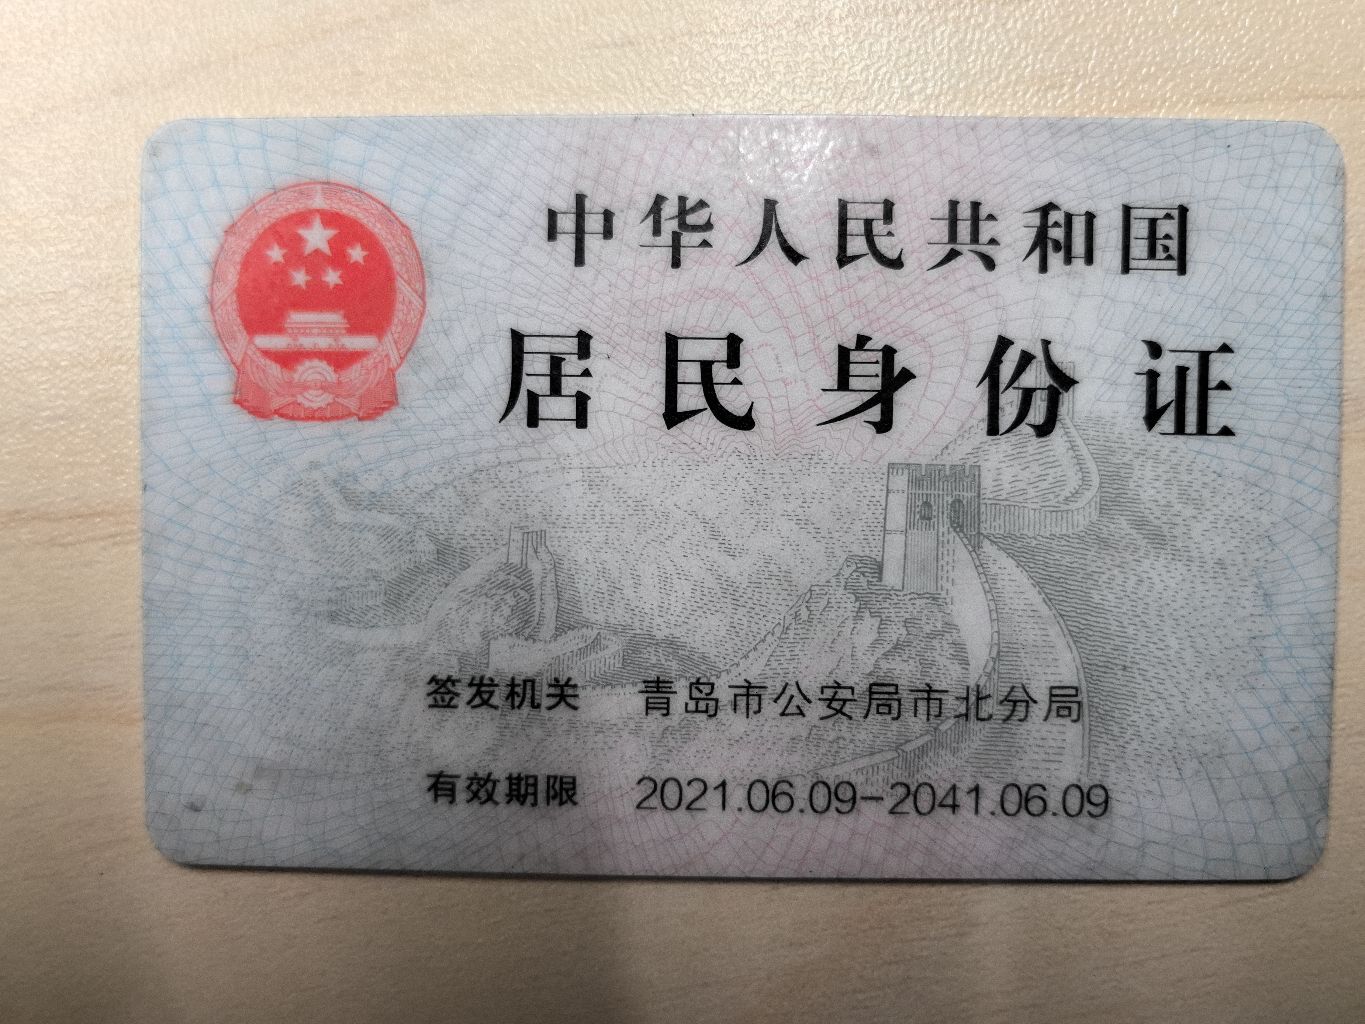 中华人民共和国
居民身份证
签发机关 青岛市公安局市北分局
有效期限 2021.06.09-2041.06.09